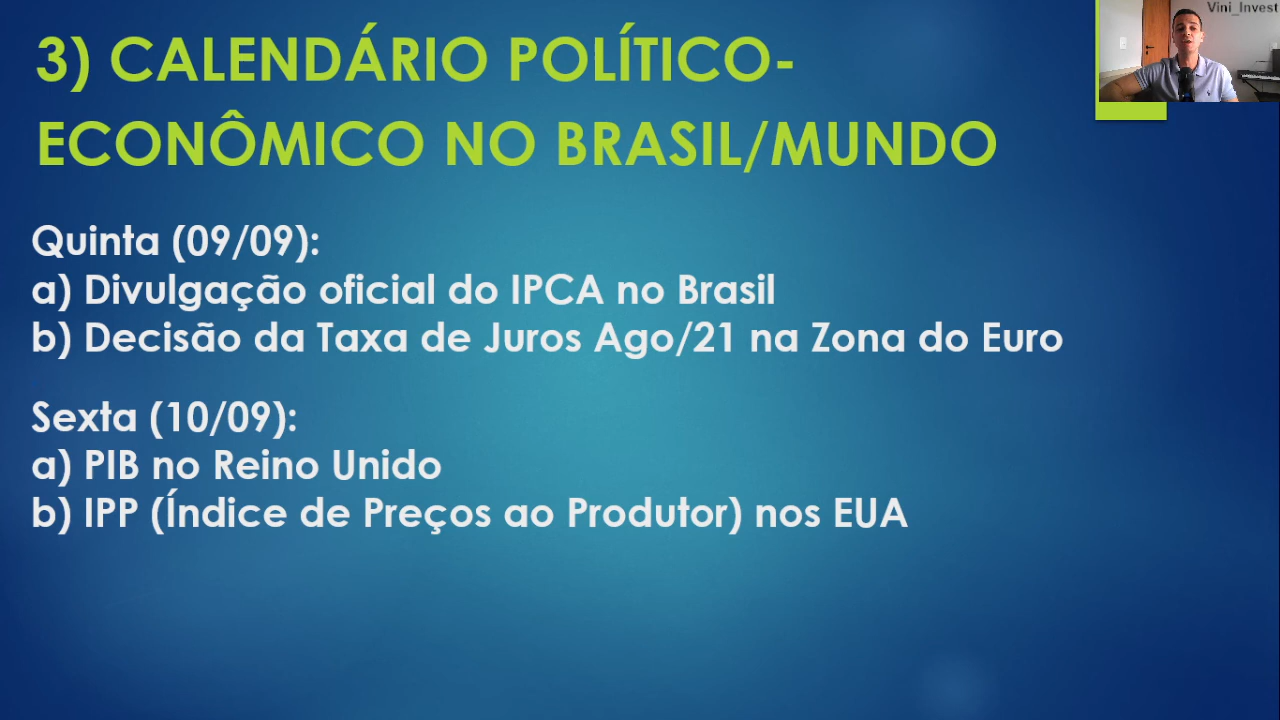 3) CALENDÁRIO POLÍTICO-
ECONÔMICO NO BRASIL/MUNDO
Vini_Invest
Quinta (09/09):
a) Divulgação oficial do IPCA no Brasil
b) Decisão da Taxa de Juros Ago/21 na Zona do Euro
Sexta (10/09):
a) PIB no Reino Unido
b) IPP (Índice de Preços ao Produtor) nos EUA